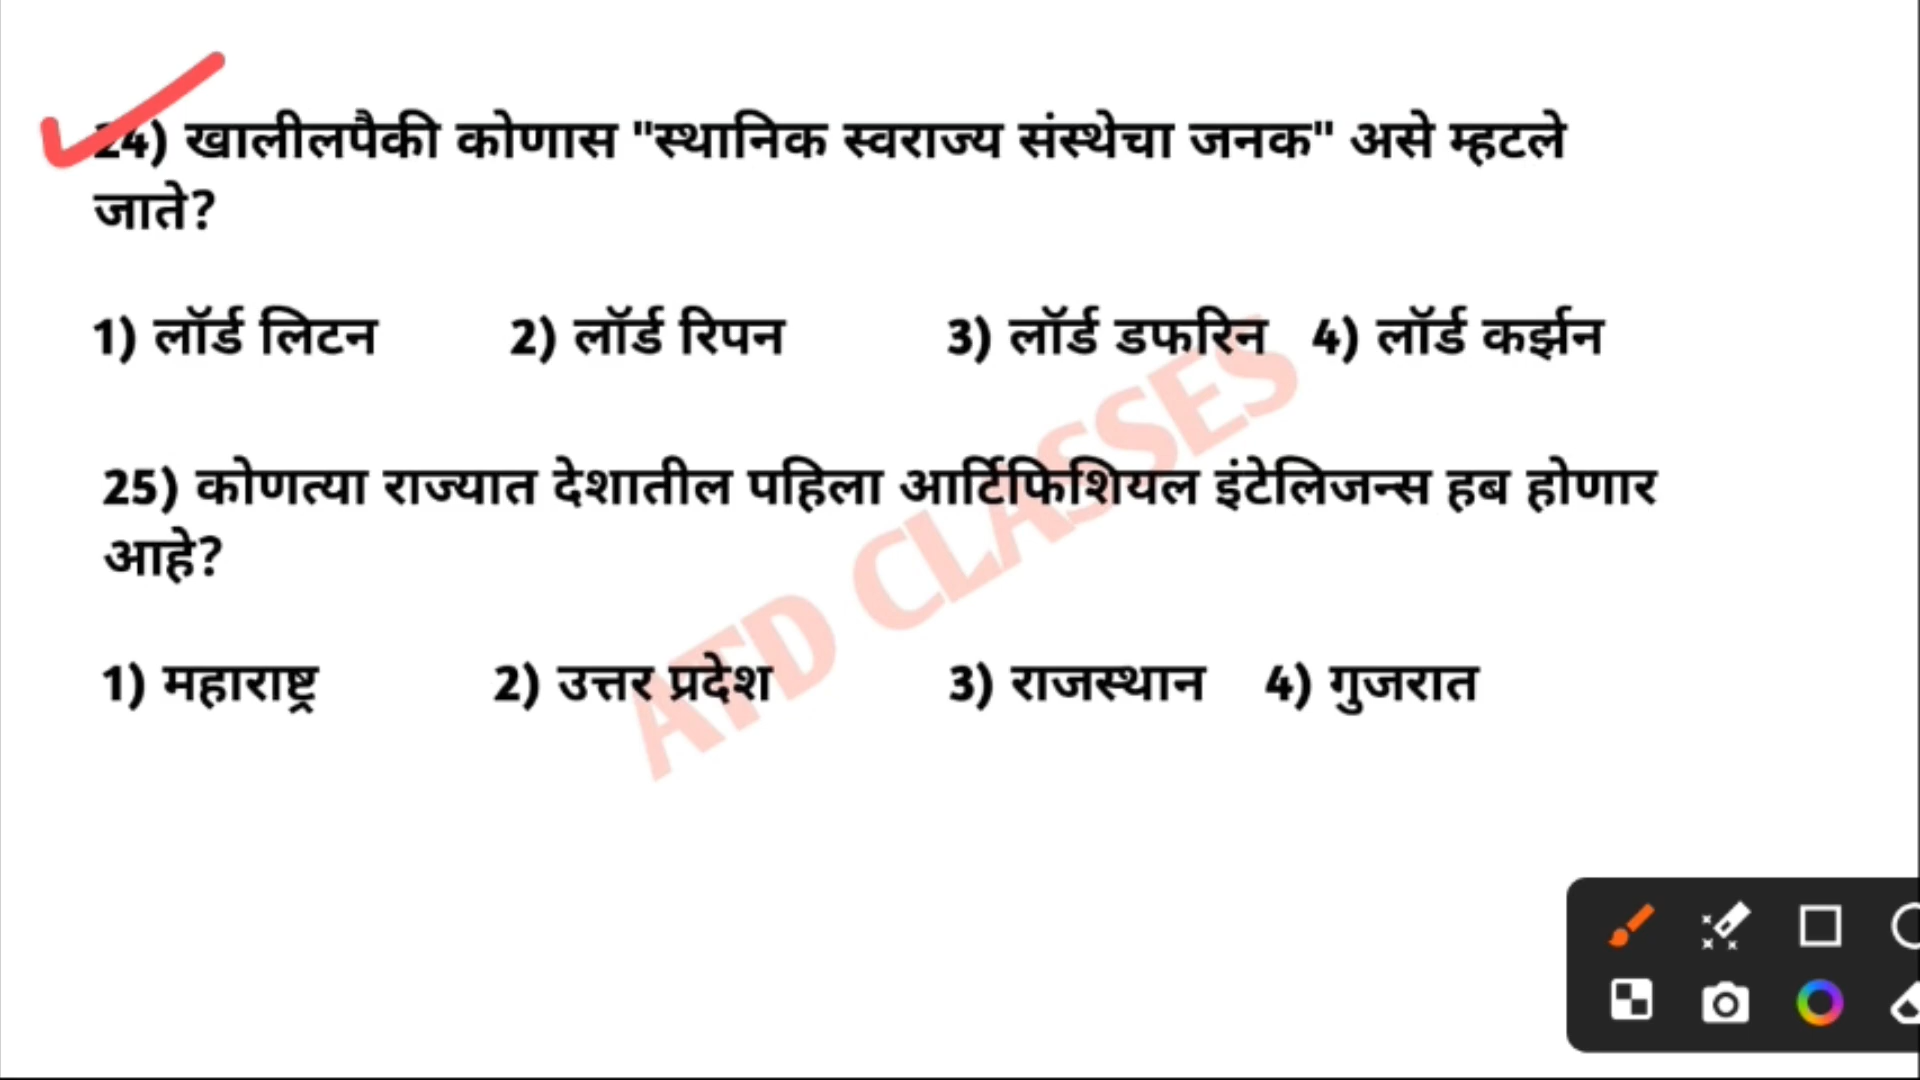 24) खालीलपैकी कोणास "स्थानिक स्वराज्य संस्थेचा जनक" असे म्हटले
जाते?
1) लॉर्ड लिटन 2) लॉर्ड रिपन 3) लॉर्ड डफरिन 4) लॉर्ड कर्झन
25) कोणत्या राज्यात देशातील पहिला आर्टिफिशियल इंटेलिजन्स हब होणार
आहे?
1) महाराष्ट्र 2) उत्तर प्रदेश 3) राजस्थान 4) गुजरात
ATD CLASSES